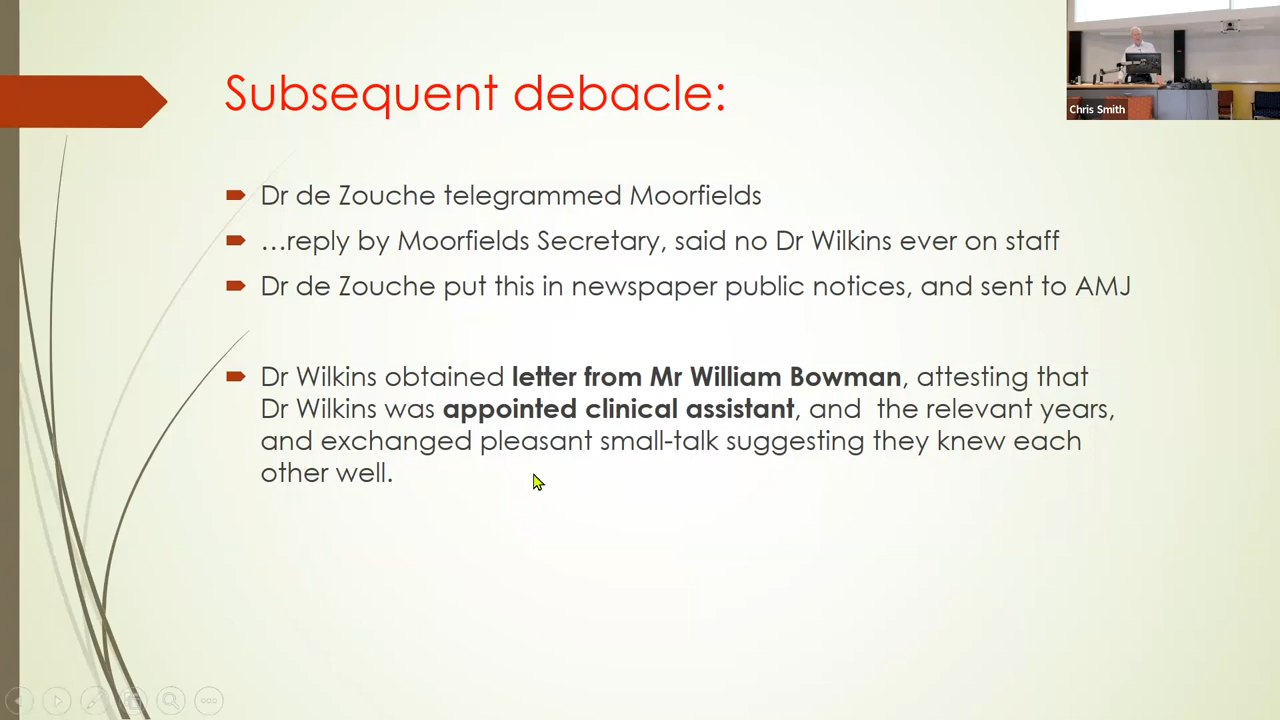 Subsequent debacle:
Chris Smith
Dr de Zouche telegrammed Moorfields
…reply by Moorfields Secretary, said no Dr Wilkins ever on staff
Dr de Zouche put this in newspaper public notices, and sent to AMJ
Dr Wilkins obtained letter from Mr William Bowman, attesting that
Dr Wilkins was appointed clinical assistant, and  the relevant years,
and exchanged pleasant small-talk suggesting they knew each
other well.